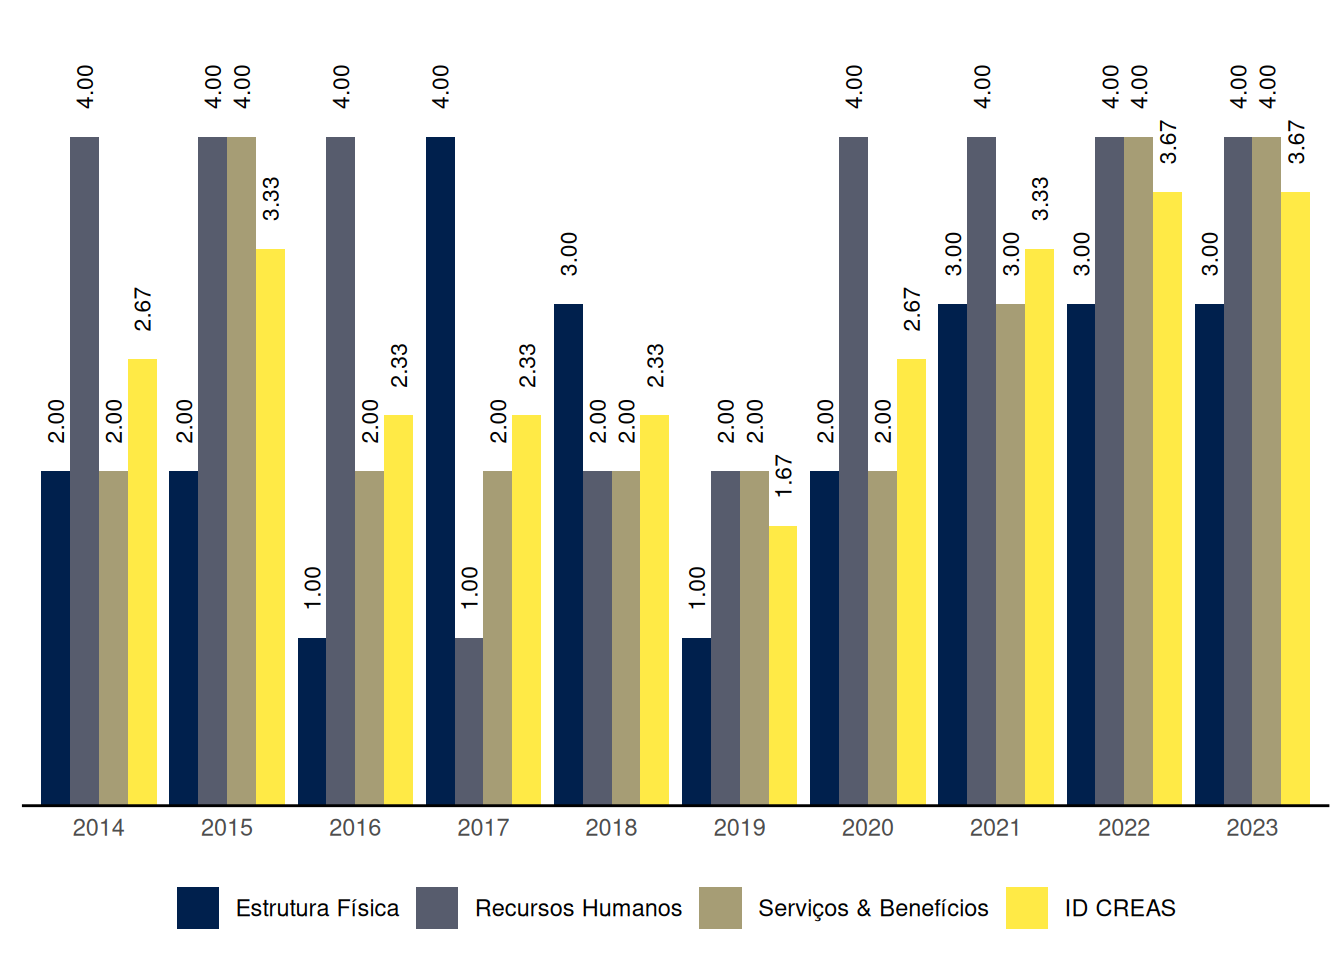 4.00 4.00 4.00 4.00 4.00 4.00 4.00 4.00 4.00 4.00 4.00
3.67 3.67
3.33 3.33
3.00 3.00 3.00 3.00 3.00
2.67 2.67
2.33 2.33 2.33
2.00 2.00 2.00 2.00 2.00 2.00 2.00 2.00 2.00 2.00 2.00
1.67
1.00 1.00 1.00
2014 2015 2016 2017 2018 2019 2020 2021 2022 2023
Estrutura Física Recursos Humanos Serviços & Benefícios ID CREAS